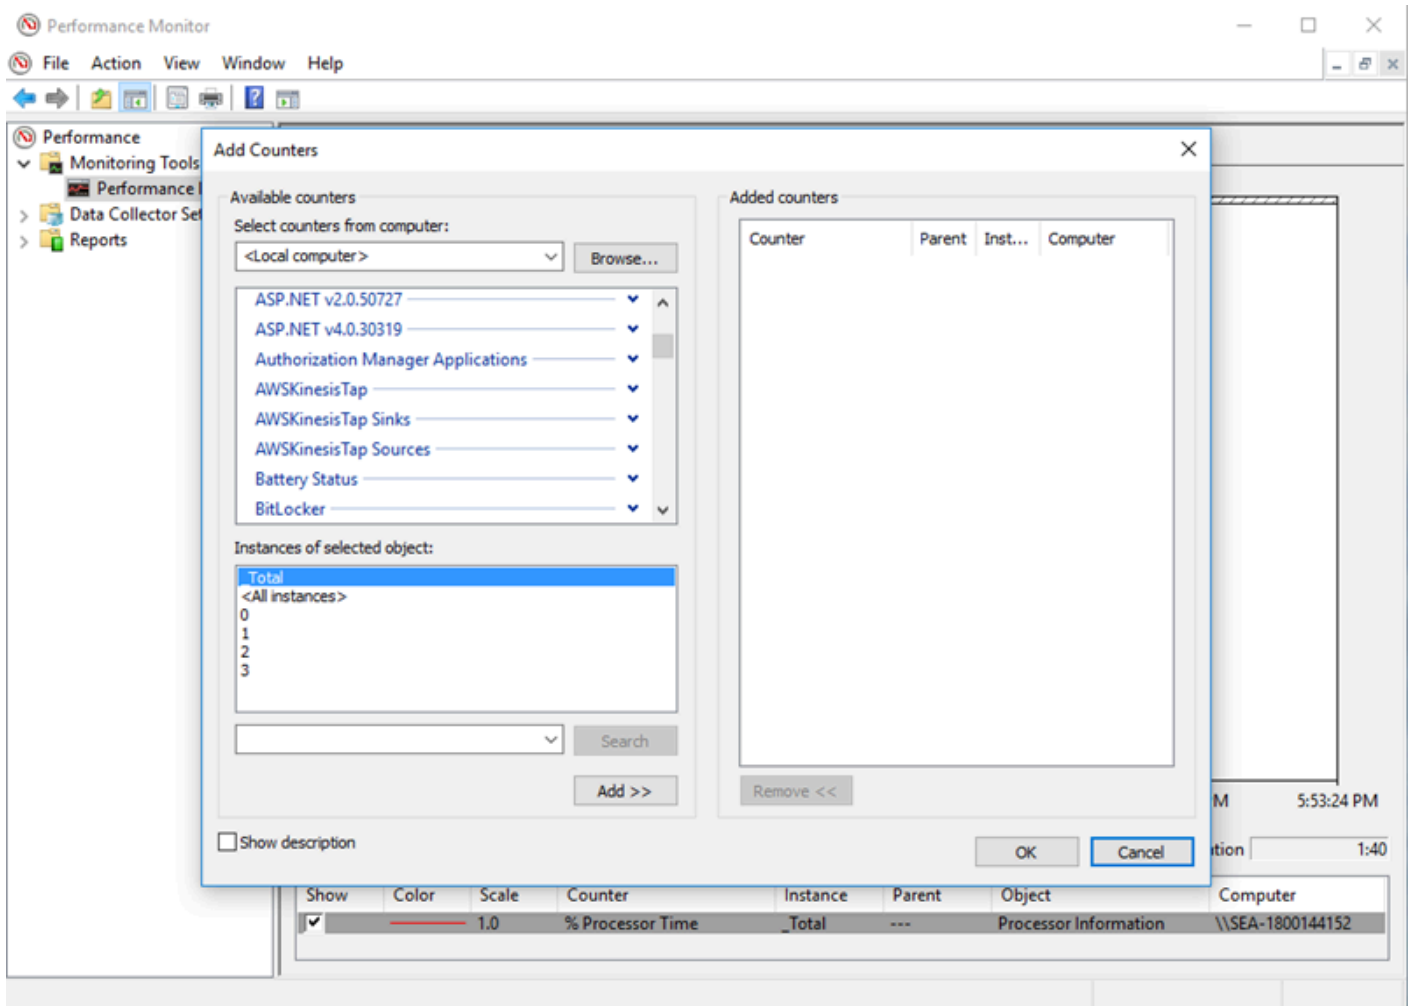 Performance Monitor
File Action View Window Help
Performance
Monitoring Tools
Performance
Data Collector Set
Reports
Add Counters
Available counters
Select counters from computer:
<Local computer>
Browse...
ASP.NET v2.0.50727
ASP.NET v4.0.30319
Authorization Manager Applications
AWSKinesisTap
AWSKinesisTap Sinks
AWSKinesisTap Sources
Battery Status
BitLocker
Instances of selected object:
_Total
<All instances>
0
1
2
3
Search
Add >>
Show description
Added counters
Counter Parent Inst... Computer
Remove <<
OK Cancel
M 5:53:24 PM
ation 1:40
Show Color Scale Counter Instance Parent Object Computer
1.0 % Processor Time _Total --- Processor Information \\SEA-1800144152